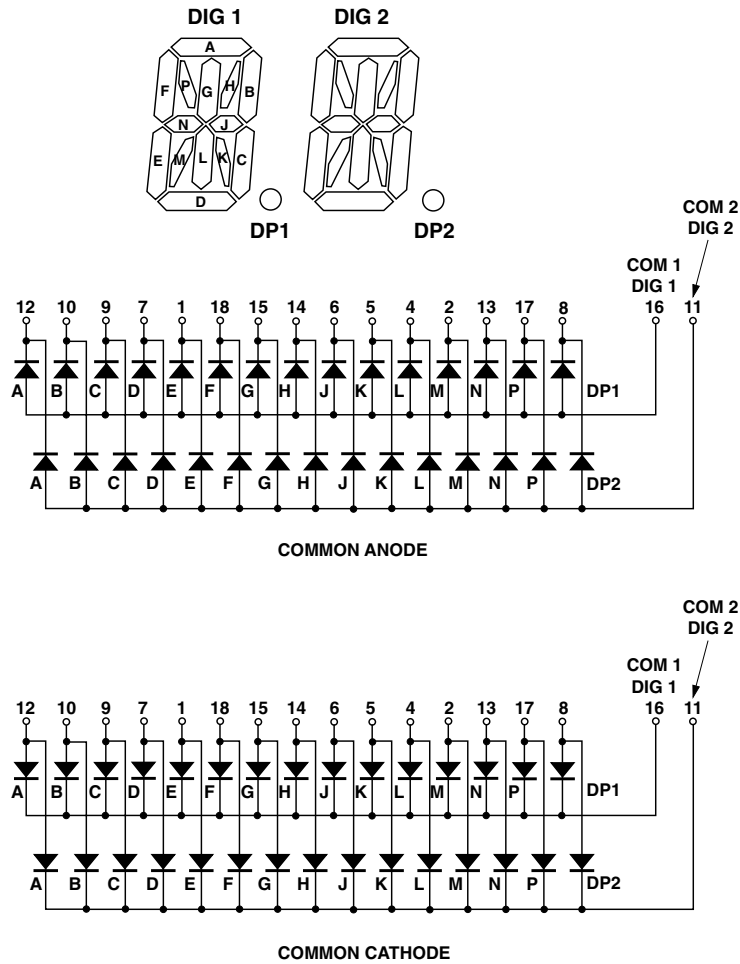 DIG 1 DIG 2
A
F P G H B
N J
E M L K C
D
DP1 DP2
COM 2
DIG 2
COM 1
DIG 1
12 10 9 7 1 18 15 14 6 5 4 2 13 17 8 16 11
A B C D E F G H J K L M N P DP1
A B C D E F G H J K L M N P DP2
COMMON ANODE
COM 2
DIG 2
COM 1
DIG 1
12 10 9 7 1 18 15 14 6 5 4 2 13 17 8 16 11
A B C D E F G H J K L M N P DP1
A B C D E F G H J K L M N P DP2
COMMON CATHODE